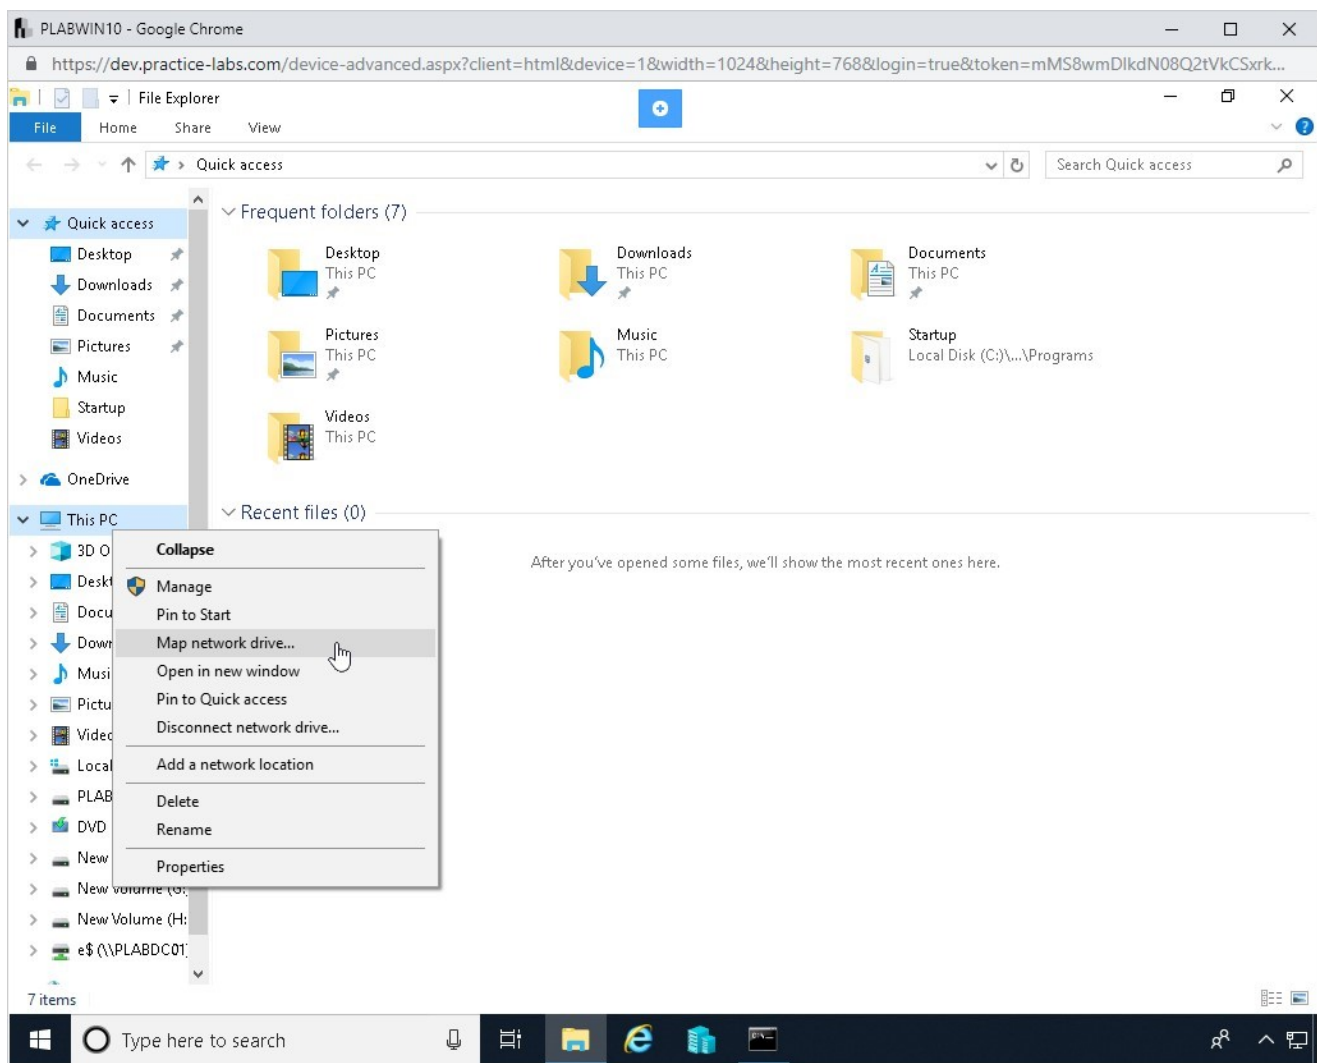 PLABWIN10 - Google Chrome
https://dev.practice-labs.com/device-advanced.aspx?client=html&device=1&width=1024&height=768&login=true&token=mMS8wmDlkdN08Q2tVkCSxrk...
File Explorer
File Home Share View
Quick access
Search Quick access
Quick access
Desktop
Downloads
Documents
Pictures
Music
Startup
Videos
OneDrive
This PC
3D O
Deskt
Docu
Down
Musi
Pictu
Videc
Local
PLAB
DVD
New
New Volume (G:
New Volume (H:
e$ (\\PLABDC01)
Frequent folders (7)
Desktop
This PC
Downloads
This PC
Documents
This PC
Pictures
This PC
Music
This PC
Startup
Local Disk (C:)\...\Programs
Videos
This PC
Recent files (0)
After you've opened some files, we'll show the most recent ones here.
Collapse
Manage
Pin to Start
Map network drive...
Open in new window
Pin to Quick access
Disconnect network drive...
Add a network location
Delete
Rename
Properties
7 items
Type here to search